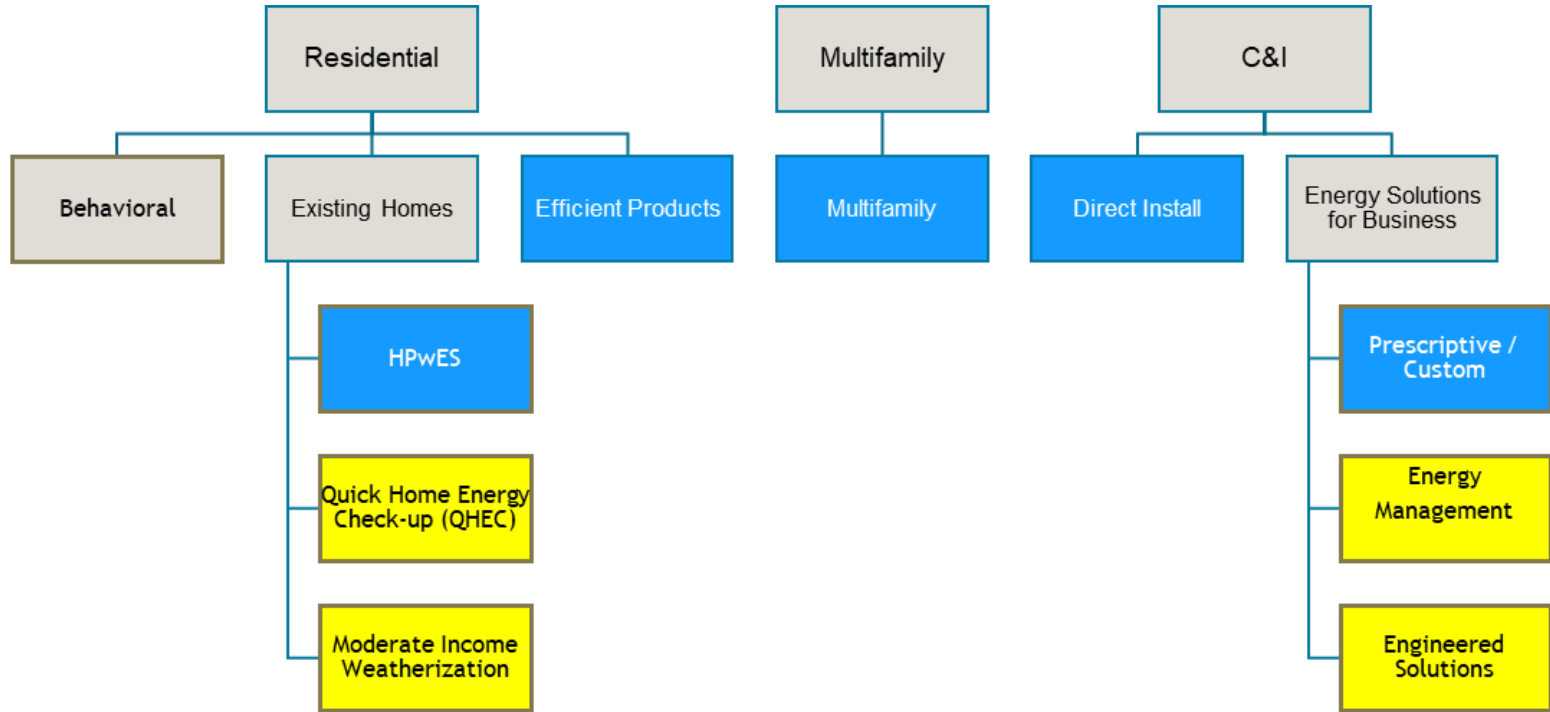 Residential
Multifamily
C&I
Behavioral
Existing Homes
Efficient Products
Multifamily
Direct Install
Energy Solutions
for Business
HPwES
Prescriptive /
Custom
Quick Home Energy
Check-up (QHEC)
Energy
Management
Moderate Income
Weatherization
Engineered
Solutions